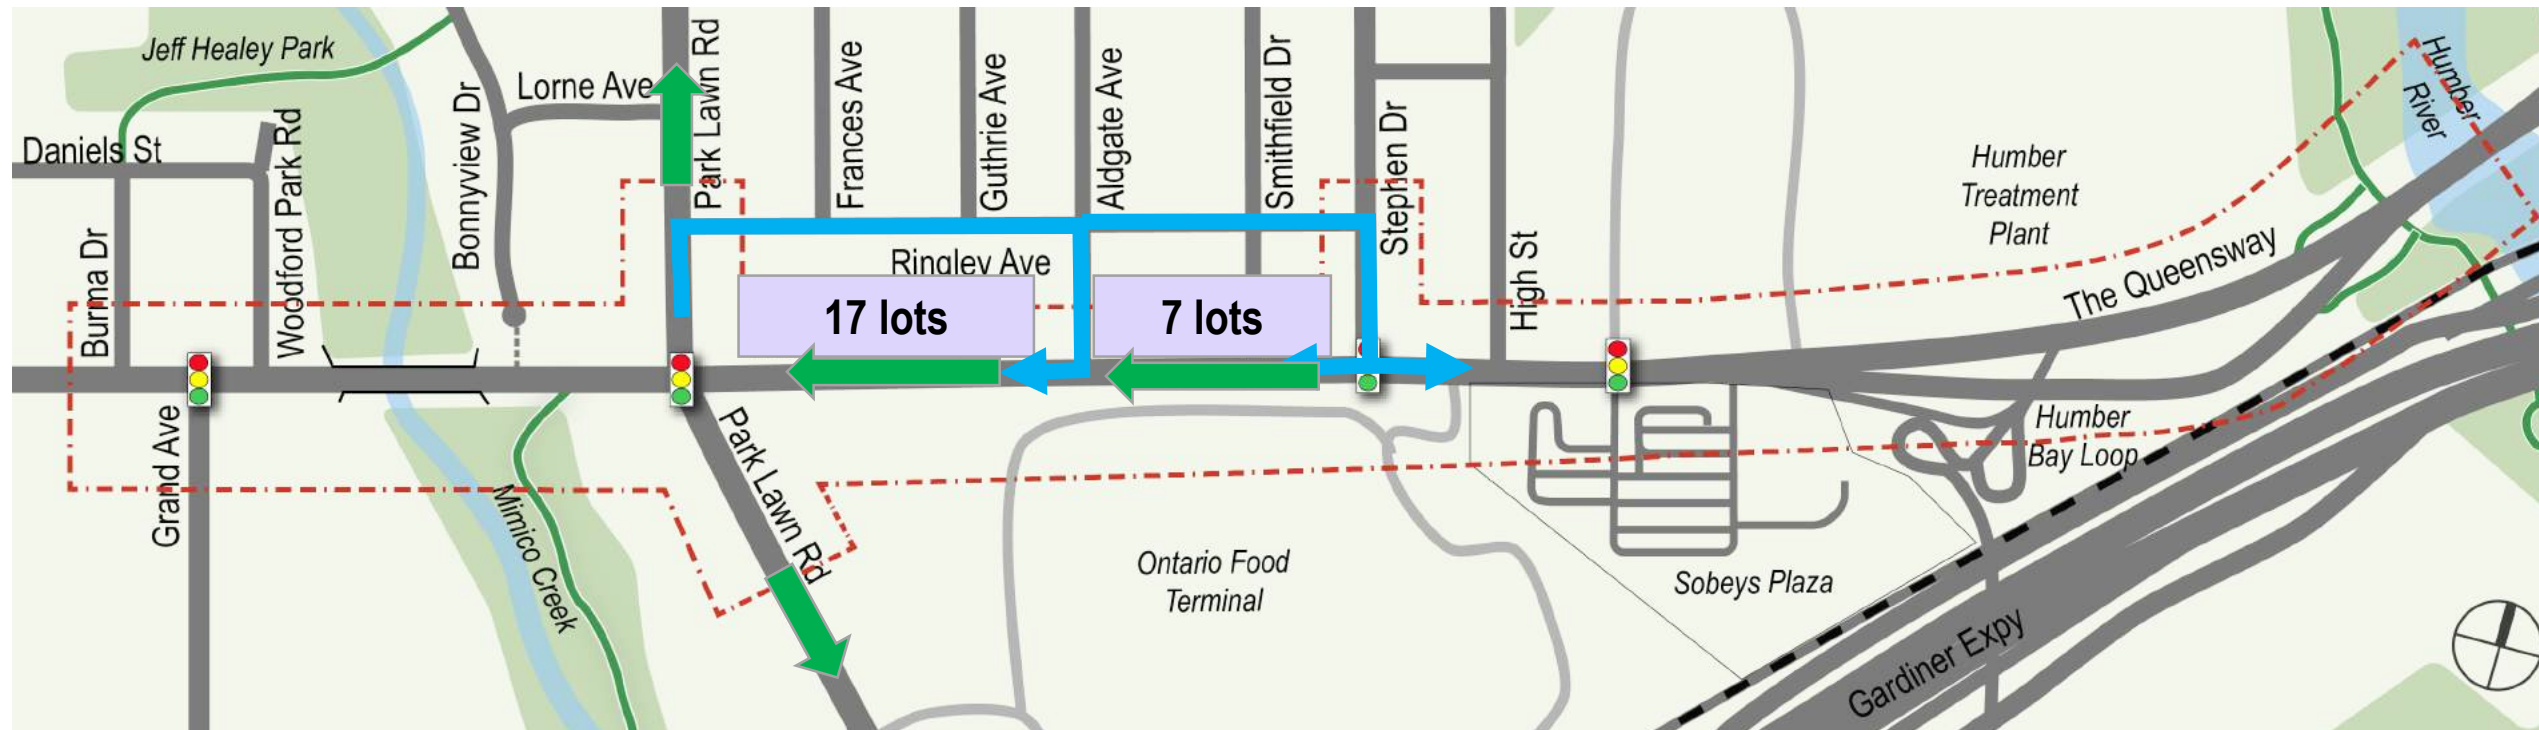 Jeff Healey Park
Lorne Ave
Daniels St
Burma Dr
Woodford Park Rd
Bonnyview Dr
Park Lawn Rd
Frances Ave
Guthrie Ave
Aldgate Ave
Smithfield Dr
Stephen Dr
High St
Ringley Ave
17 lots
7 lots
Humber
River
Humber
Treatment
Plant
The Queensway
Grand Ave
Mimico Creek
Park Lawn Rd
Ontario Food
Terminal
Sobeys Plaza
Humber
Bay Loop
Gardiner Expy